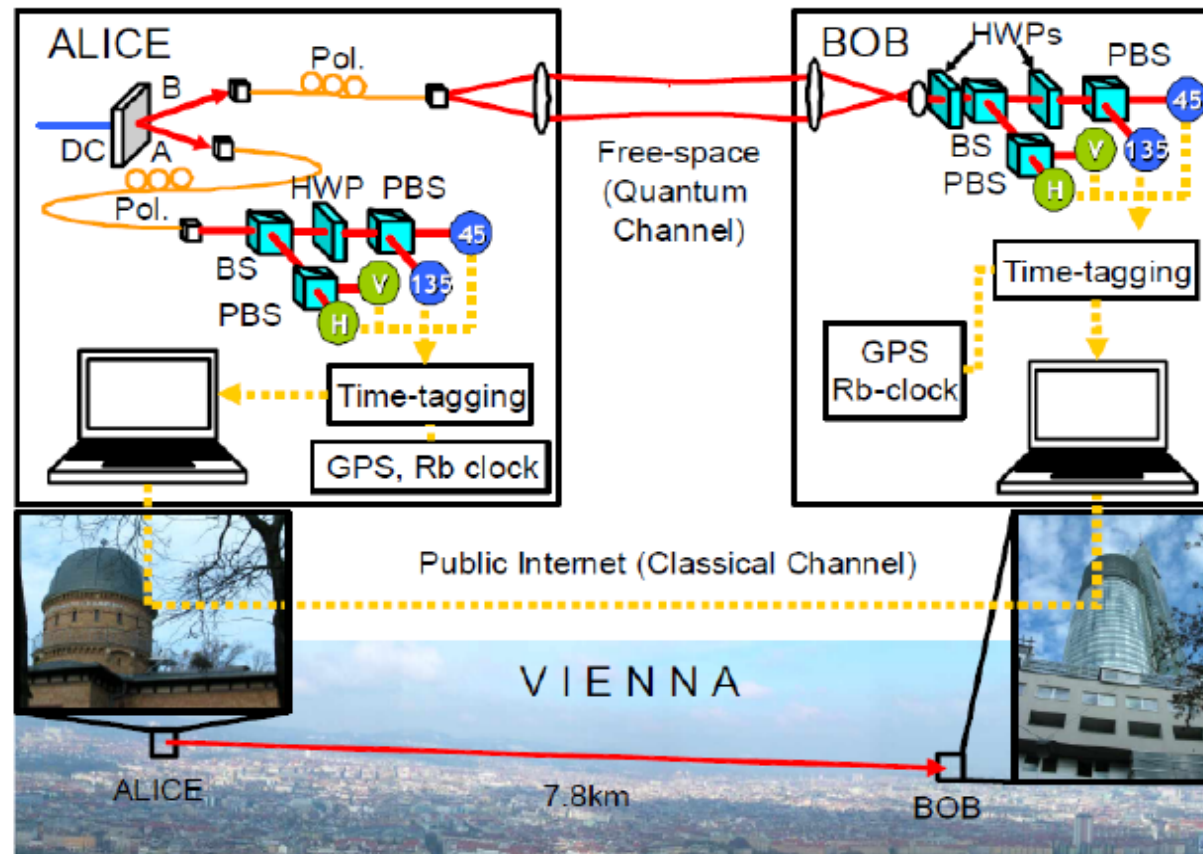 ALICE
Pol.
B
DC
A
Pol.
HWP
PBS
45
BS
V
135
PBS
H
Time-tagging
GPS, Rb clock
Free-space
(Quantum
Channel)
BOB
HWPs
PBS
45
BS
V
135
PBS
H
Time-tagging
GPS
Rb-clock
Public Internet (Classical Channel)
VIENNA
ALICE
7.8km
BOB